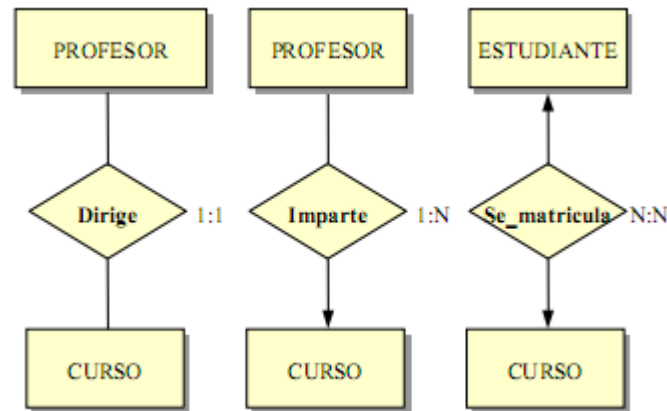 PROFESOR
PROFESOR
ESTUDIANTE
Dirige
1:1
Imparte
1:N
Se_matricula
N:N
CURSO
CURSO
CURSO